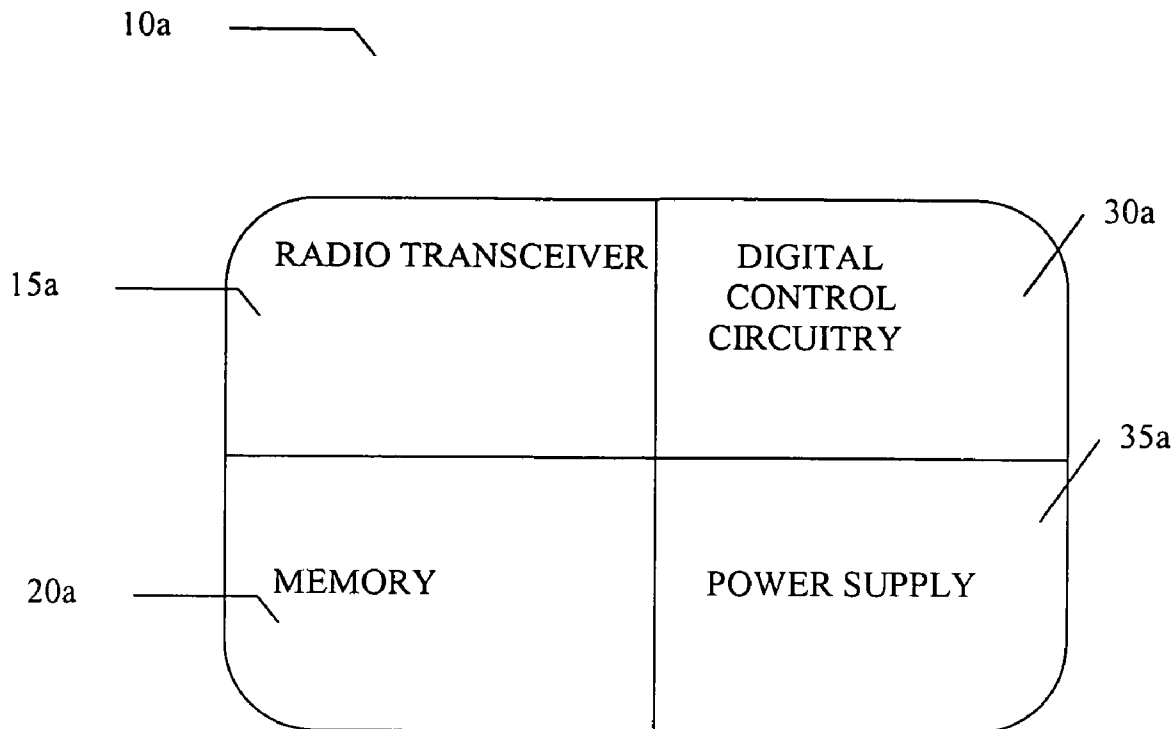 10a
30a
RADIO TRANSCEIVER
DIGITAL
CONTROL
CIRCUITRY
15a
35a
MEMORY
POWER SUPPLY
20a